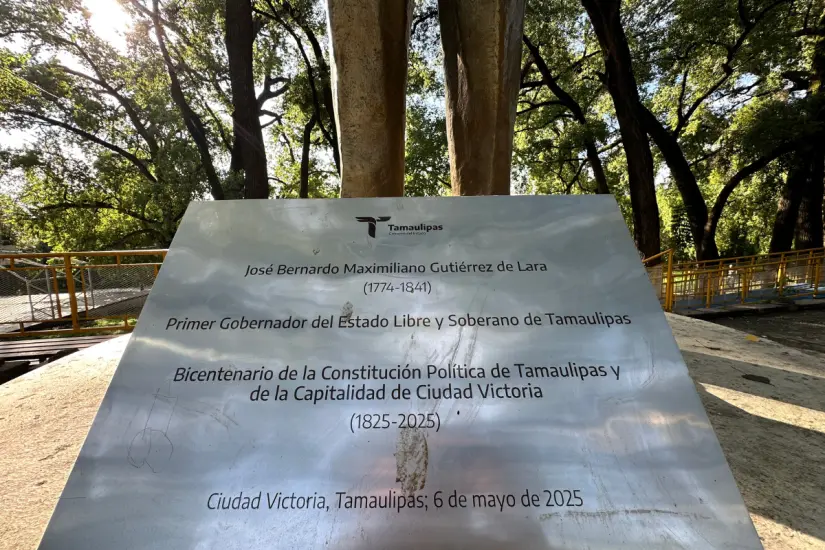 Tamaulipas
José Bernardo Maximiliano Gutiérrez de Lara
(1774-1841)
Primer Gobernador del Estado Libre y Soberano de Tamaulipas
Bicentenario de la Constitución Política de Tamaulipas y
de la Capitalidad de Ciudad Victoria
(1825-2025)
Ciudad Victoria, Tamaulipas; 6 de mayo de 2025